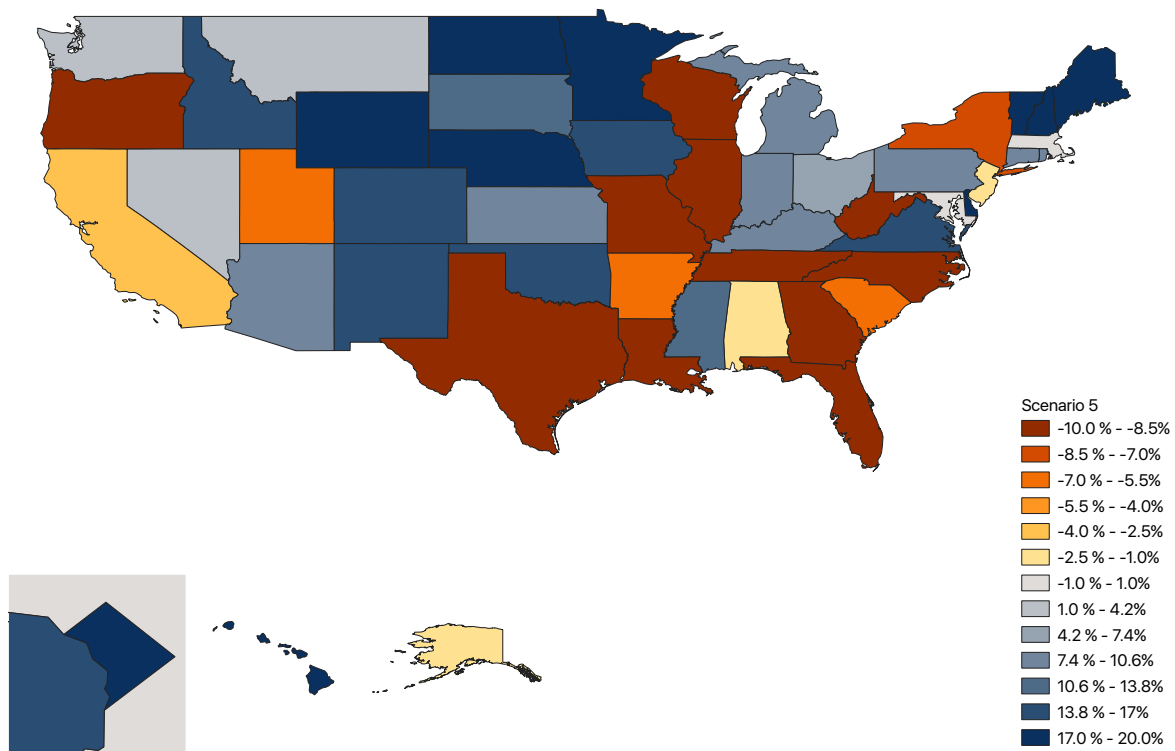 Scenario 5
-10.0 % - -8.5%
-8.5 % - -7.0%
-7.0 % - -5.5%
-5.5 % - -4.0%
-4.0 % - -2.5%
-2.5 % - -1.0%
-1.0 % - 1.0%
1.0 % - 4.2%
4.2 % - 7.4%
7.4 % - 10.6%
10.6 % - 13.8%
13.8 % - 17%
17.0 % - 20.0%